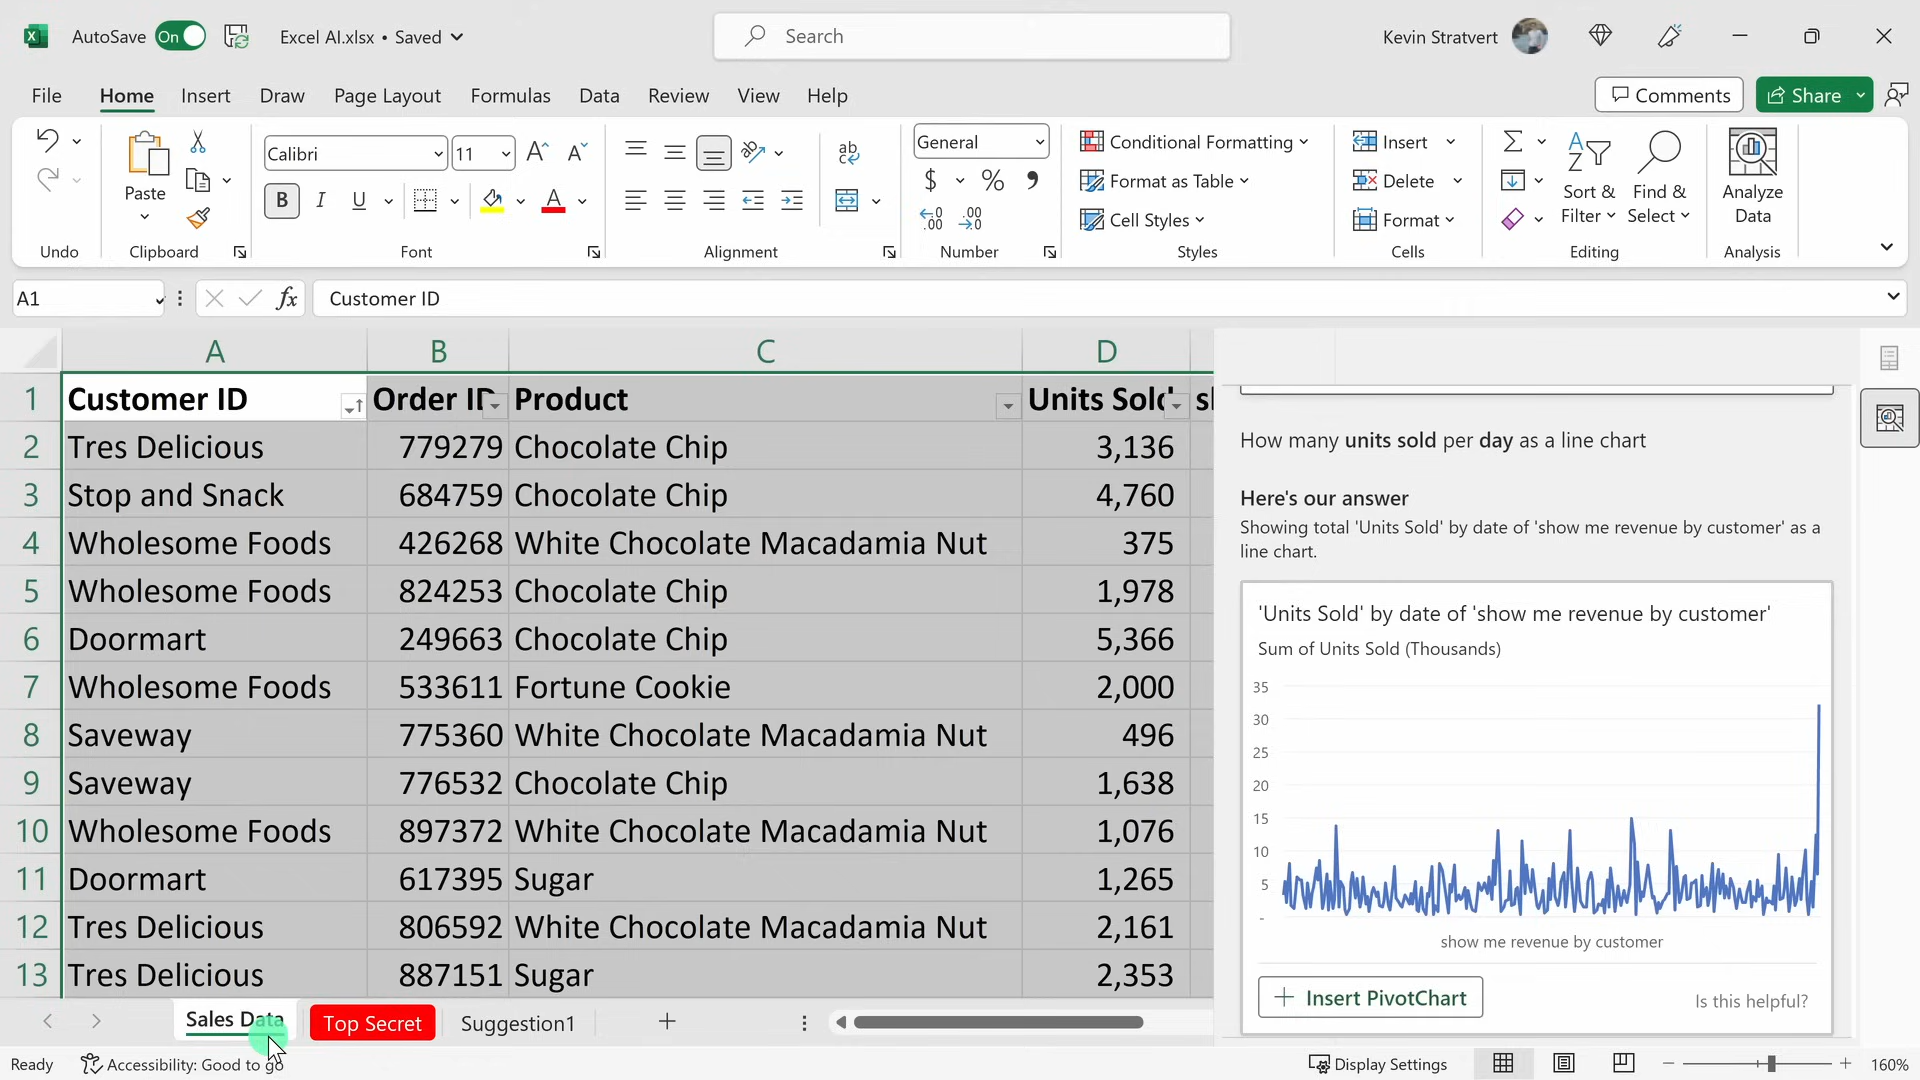 AutoSave On Excel AI.xlsx • Saved Search Kevin Stratvert
File Home Insert Draw Page Layout Formulas Data Review View Help Comments Share
Paste
Calibri 11
B I U A
ab
General
$ % 9
Conditional Formatting
Format as Table
Cell Styles
Insert
Delete
Format
Sort & Filter
Find & Select
Analyze Data
Undo Clipboard Font Alignment Number Styles Cells Editing Analysis
A1 fx Customer ID
A B C D
1 Customer ID Order ID Product Units Sold
2 Tres Delicious 779279 Chocolate Chip 3,136
3 Stop and Snack 684759 Chocolate Chip 4,760
4 Wholesome Foods 426268 White Chocolate Macadamia Nut 375
5 Wholesome Foods 824253 Chocolate Chip 1,978
6 Doormart 249663 Chocolate Chip 5,366
7 Wholesome Foods 533611 Fortune Cookie 2,000
8 Saveway 775360 White Chocolate Macadamia Nut 496
9 Saveway 776532 Chocolate Chip 1,638
10 Wholesome Foods 897372 White Chocolate Macadamia Nut 1,076
11 Doormart 617395 Sugar 1,265
12 Tres Delicious 806592 White Chocolate Macadamia Nut 2,161
13 Tres Delicious 887151 Sugar 2,353
How many units sold per day as a line chart
Here's our answer
Showing total 'Units Sold' by date of 'show me revenue by customer' as a
line chart.
'Units Sold' by date of 'show me revenue by customer'
Sum of Units Sold (Thousands)
35
30
25
20
15
10
5
-
show me revenue by customer
Insert PivotChart Is this helpful?
Sales Data Top Secret Suggestion1
Ready Accessibility: Good to go Display Settings 160%